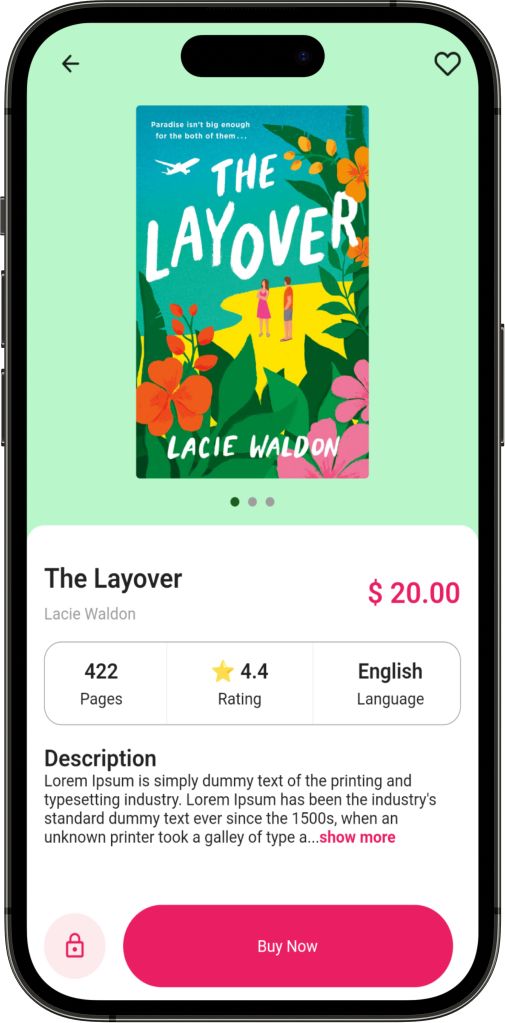 Paradise isn't big enough
for the both of them...
THE
LAYOVER
LACIE WALDON
The Layover
$ 20.00
Lacie Waldon
422
⭐ 4.4
English
Pages
Rating
Language
Description
Lorem Ipsum is simply dummy text of the printing and
typesetting industry. Lorem Ipsum has been the industry's
standard dummy text ever since the 1500s, when an
unknown printer took a galley of type a...show more
Buy Now